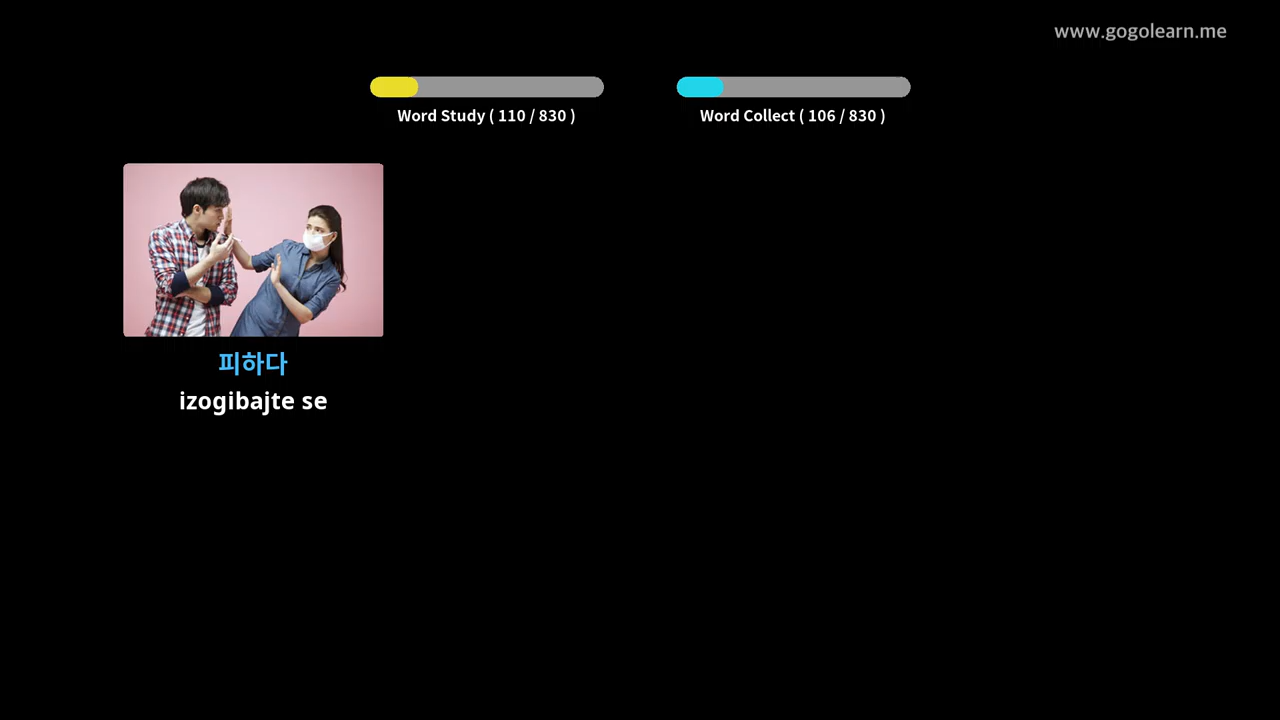 www.gogolearn.me
Word Study ( 110 / 830 )
Word Collect ( 106 / 830 )
피하다
izogibajte se